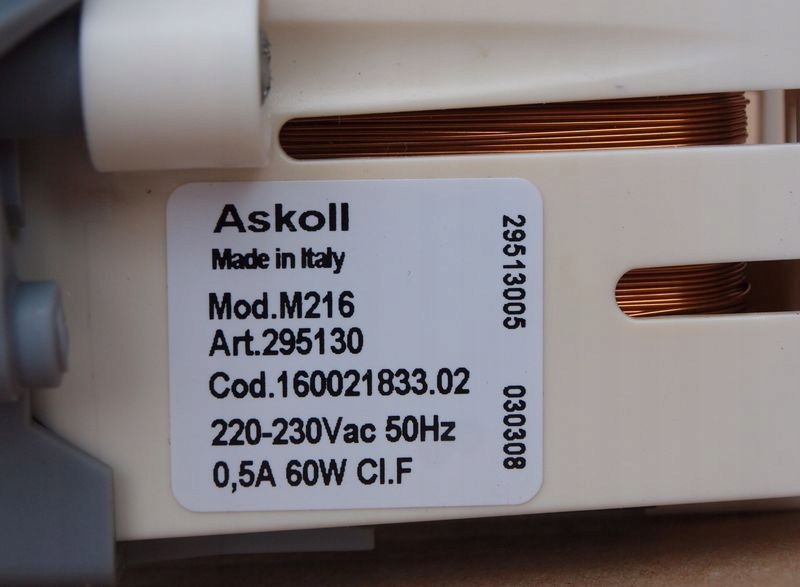 Askoll
Made in Italy
Mod.M216
Art.295130
Cod.160021833.02
220-230Vac 50Hz
0,5A 60W Cl.F
29513005 030308